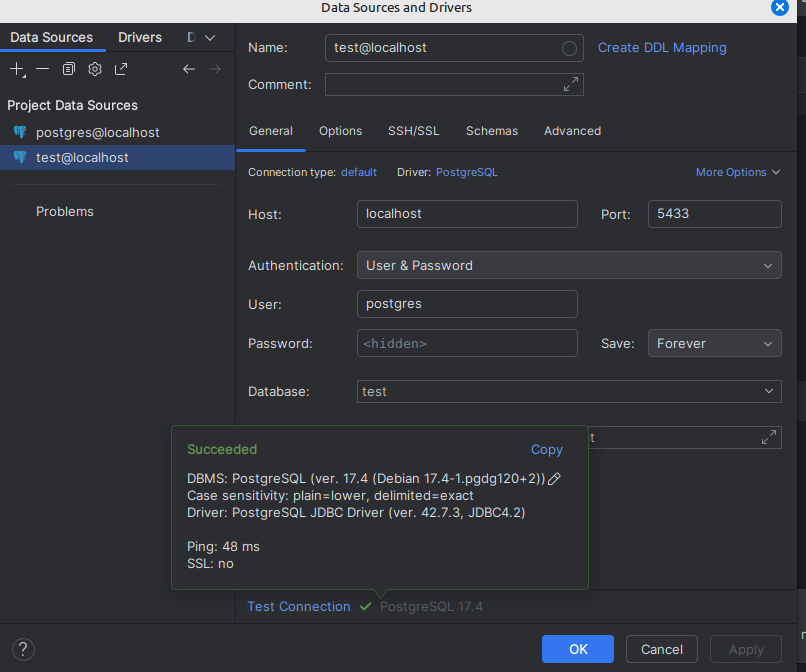 Data Sources and Drivers
Data Sources Drivers D
Project Data Sources
postgres@localhost
test@localhost
Problems
Name: test@localhost Create DDL Mapping
Comment:
General Options SSH/SSL Schemas Advanced
Connection type: default Driver: PostgreSQL More Options
Host: localhost Port: 5433
Authentication: User & Password
User: postgres
Password: <hidden> Save: Forever
Database: test
t
Succeeded Copy
DBMS: PostgreSQL (ver. 17.4 (Debian 17.4-1.pgdg120+2))
Case sensitivity: plain=lower, delimited=exact
Driver: PostgreSQL JDBC Driver (ver. 42.7.3, JDBC4.2)
Ping: 48 ms
SSL: no
Test Connection PostgreSQL 17.4
? OK Cancel Apply